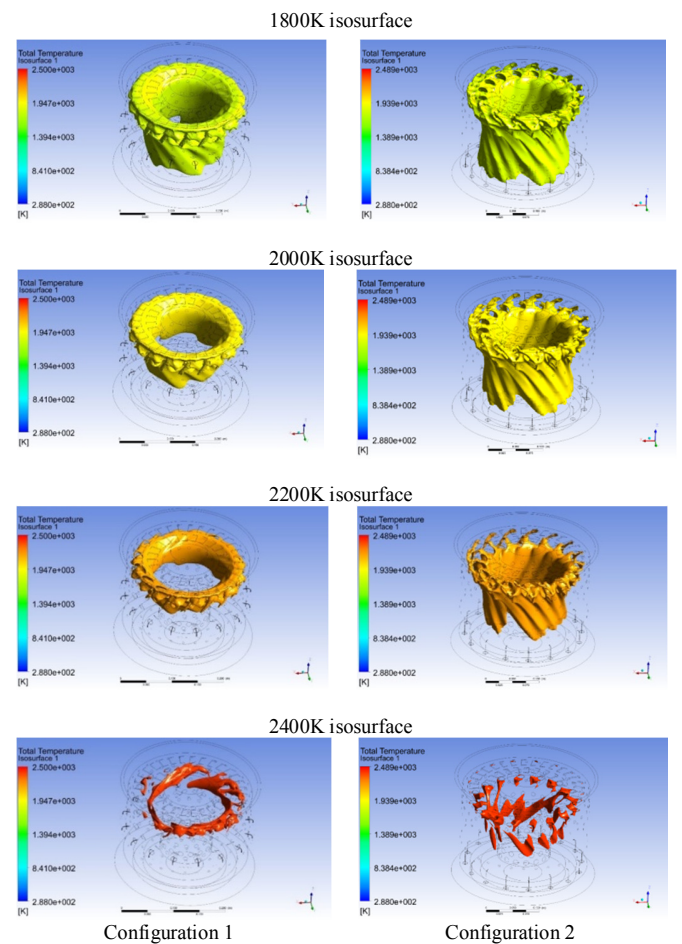 1800K isosurface
Total Temperature
Isosurface 1
2.500e+003
1.947e+003
1.394e+003
8.410e+002
2.880e+002
[K]
Total Temperature
Isosurface 1
2.489e+003
1.939e+003
1.389e+003
8.384e+002
2.880e+002
[K]
2000K isosurface
Total Temperature
Isosurface 1
2.500e+003
1.947e+003
1.394e+003
8.410e+002
2.880e+002
[K]
Total Temperature
Isosurface 1
2.489e+003
1.939e+003
1.389e+003
8.384e+002
2.880e+002
[K]
2200K isosurface
Total Temperature
Isosurface 1
2.500e+003
1.947e+003
1.394e+003
8.410e+002
2.880e+002
[K]
Total Temperature
Isosurface 1
2.489e+003
1.939e+003
1.389e+003
8.384e+002
2.880e+002
[K]
2400K isosurface
Total Temperature
Isosurface 1
2.500e+003
1.947e+003
1.394e+003
8.410e+002
2.880e+002
[K]
Total Temperature
Isosurface 1
2.489e+003
1.939e+003
1.389e+003
8.384e+002
2.880e+002
[K]
Configuration 1
Configuration 2